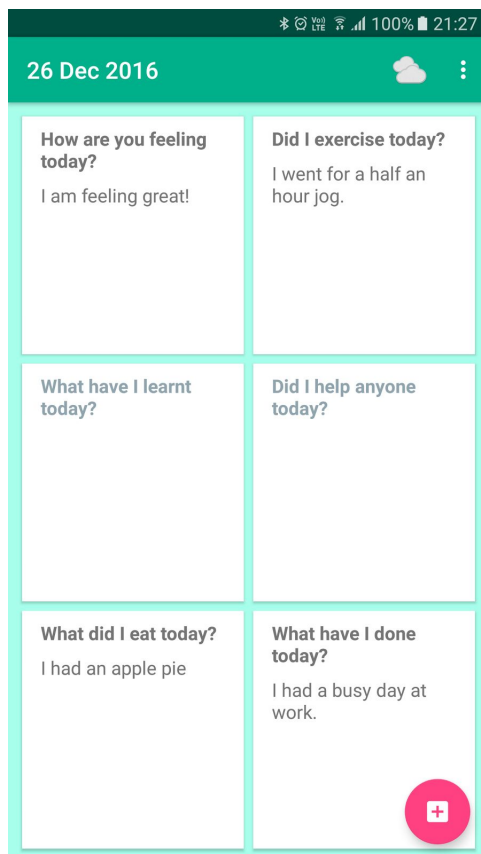 Voi) LTE 100% 21:27
26 Dec 2016
How are you feeling
today?
I am feeling great!
Did I exercise today?
I went for a half an
hour jog.
What have I learnt
today?
Did I help anyone
today?
What did I eat today?
I had an apple pie
What have I done
today?
I had a busy day at
work.